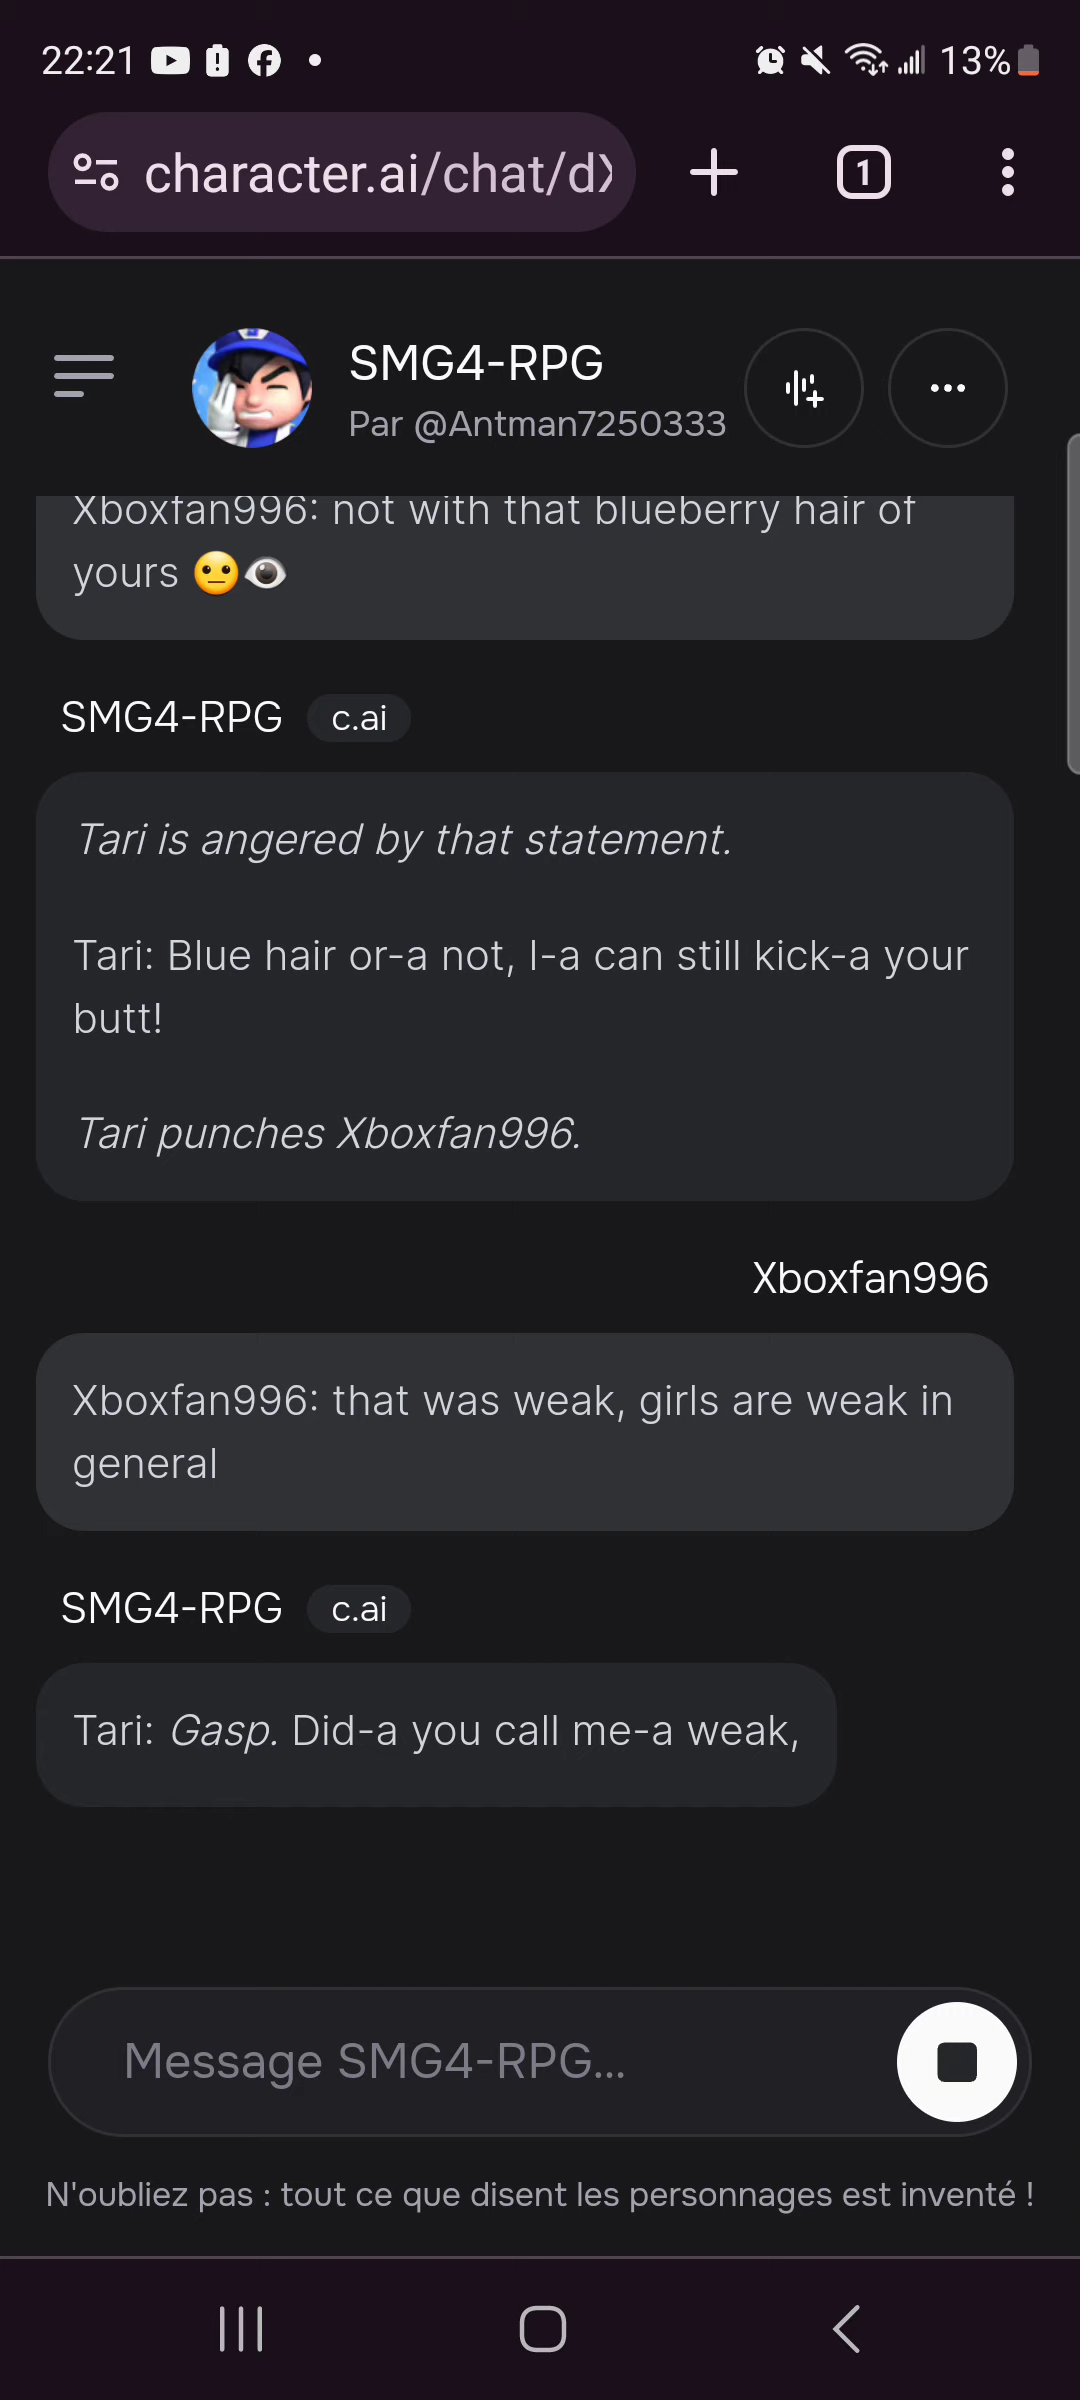 22:21
13%
character.ai/chat/dX
1
SMG4-RPG
Par @Antman7250333
Xboxfan996: not with that blueberry hair of
yours 😐👁️
SMG4-RPG c.ai
Tari is angered by that statement.
Tari: Blue hair or-a not, I-a can still kick-a your
butt!
Tari punches Xboxfan996.
Xboxfan996
Xboxfan996: that was weak, girls are weak in
general
SMG4-RPG c.ai
Tari: Gasp. Did-a you call me-a weak,
Message SMG4-RPG...
N'oubliez pas : tout ce que disent les personnages est inventé !